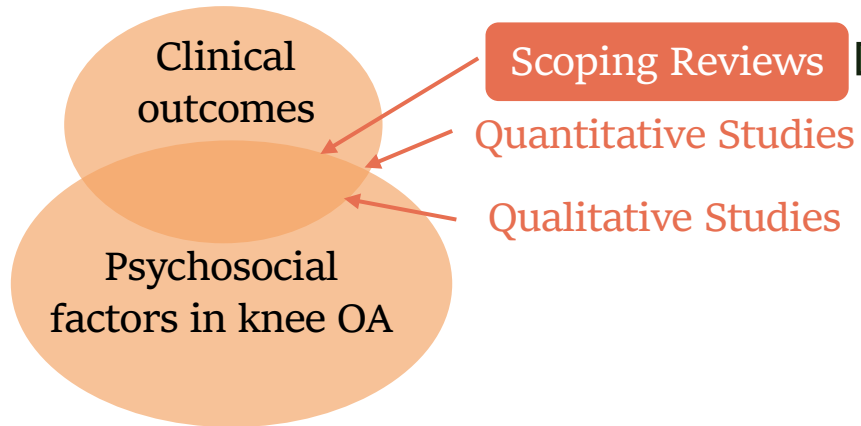 Clinical
outcomes
Scoping Reviews
Quantitative Studies
Qualitative Studies
Psychosocial
factors in knee OA